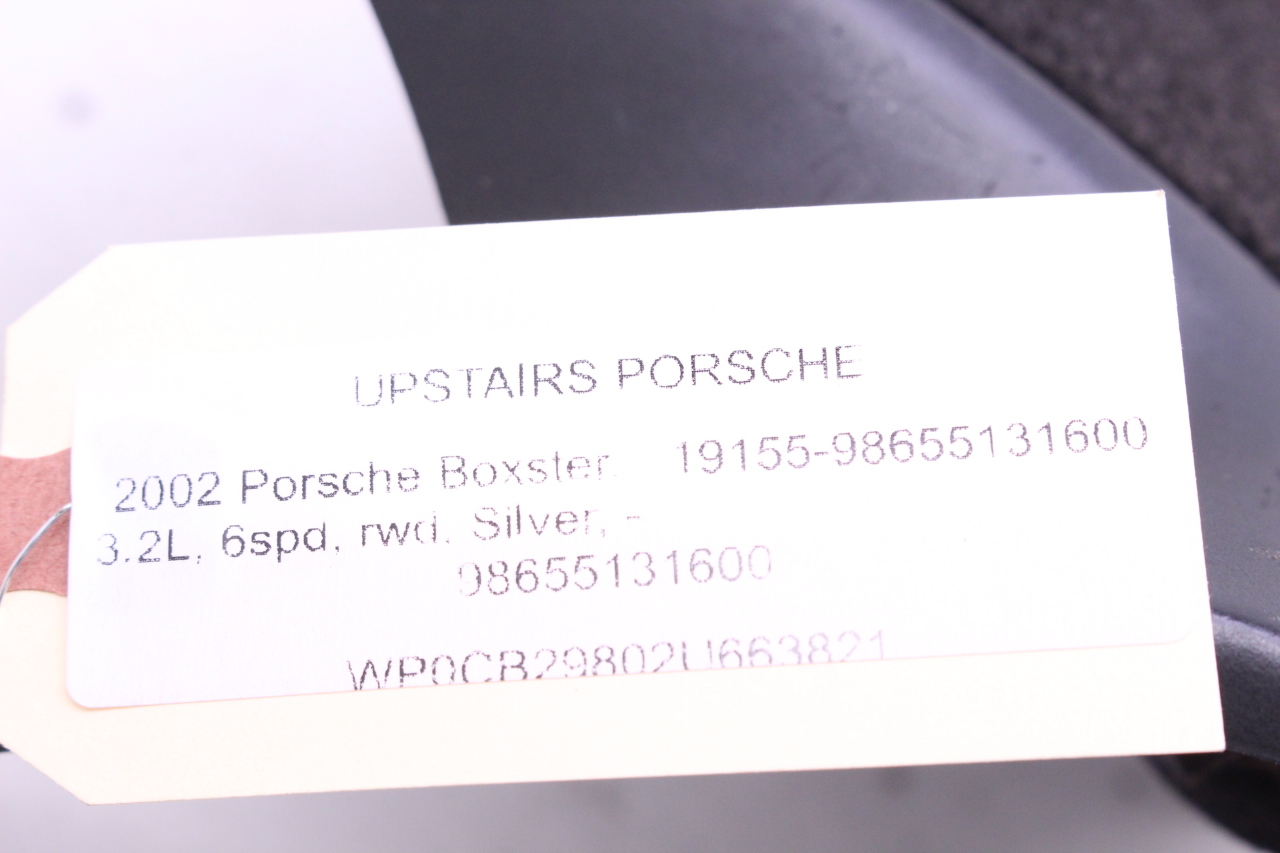 UPSTAIRS PORSCHE
2002 Porsche Boxster, 19155-98655131600
3.2L, 6spd, rwd, Silver, -
98655131600
WP0CB29802U663821